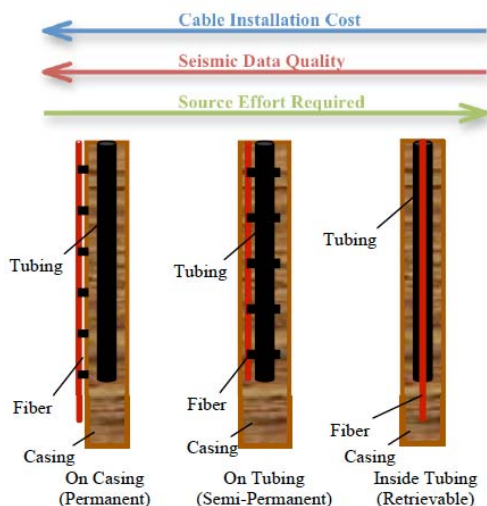 Cable Installation Cost
Seismic Data Quality
Source Effort Required
Tubing
Fiber
Casing
On Casing
(Permanent)
Tubing
Fiber
Casing
On Tubing
(Semi-Permanent)
Tubing
Fiber
Casing
Inside Tubing
(Retrievable)